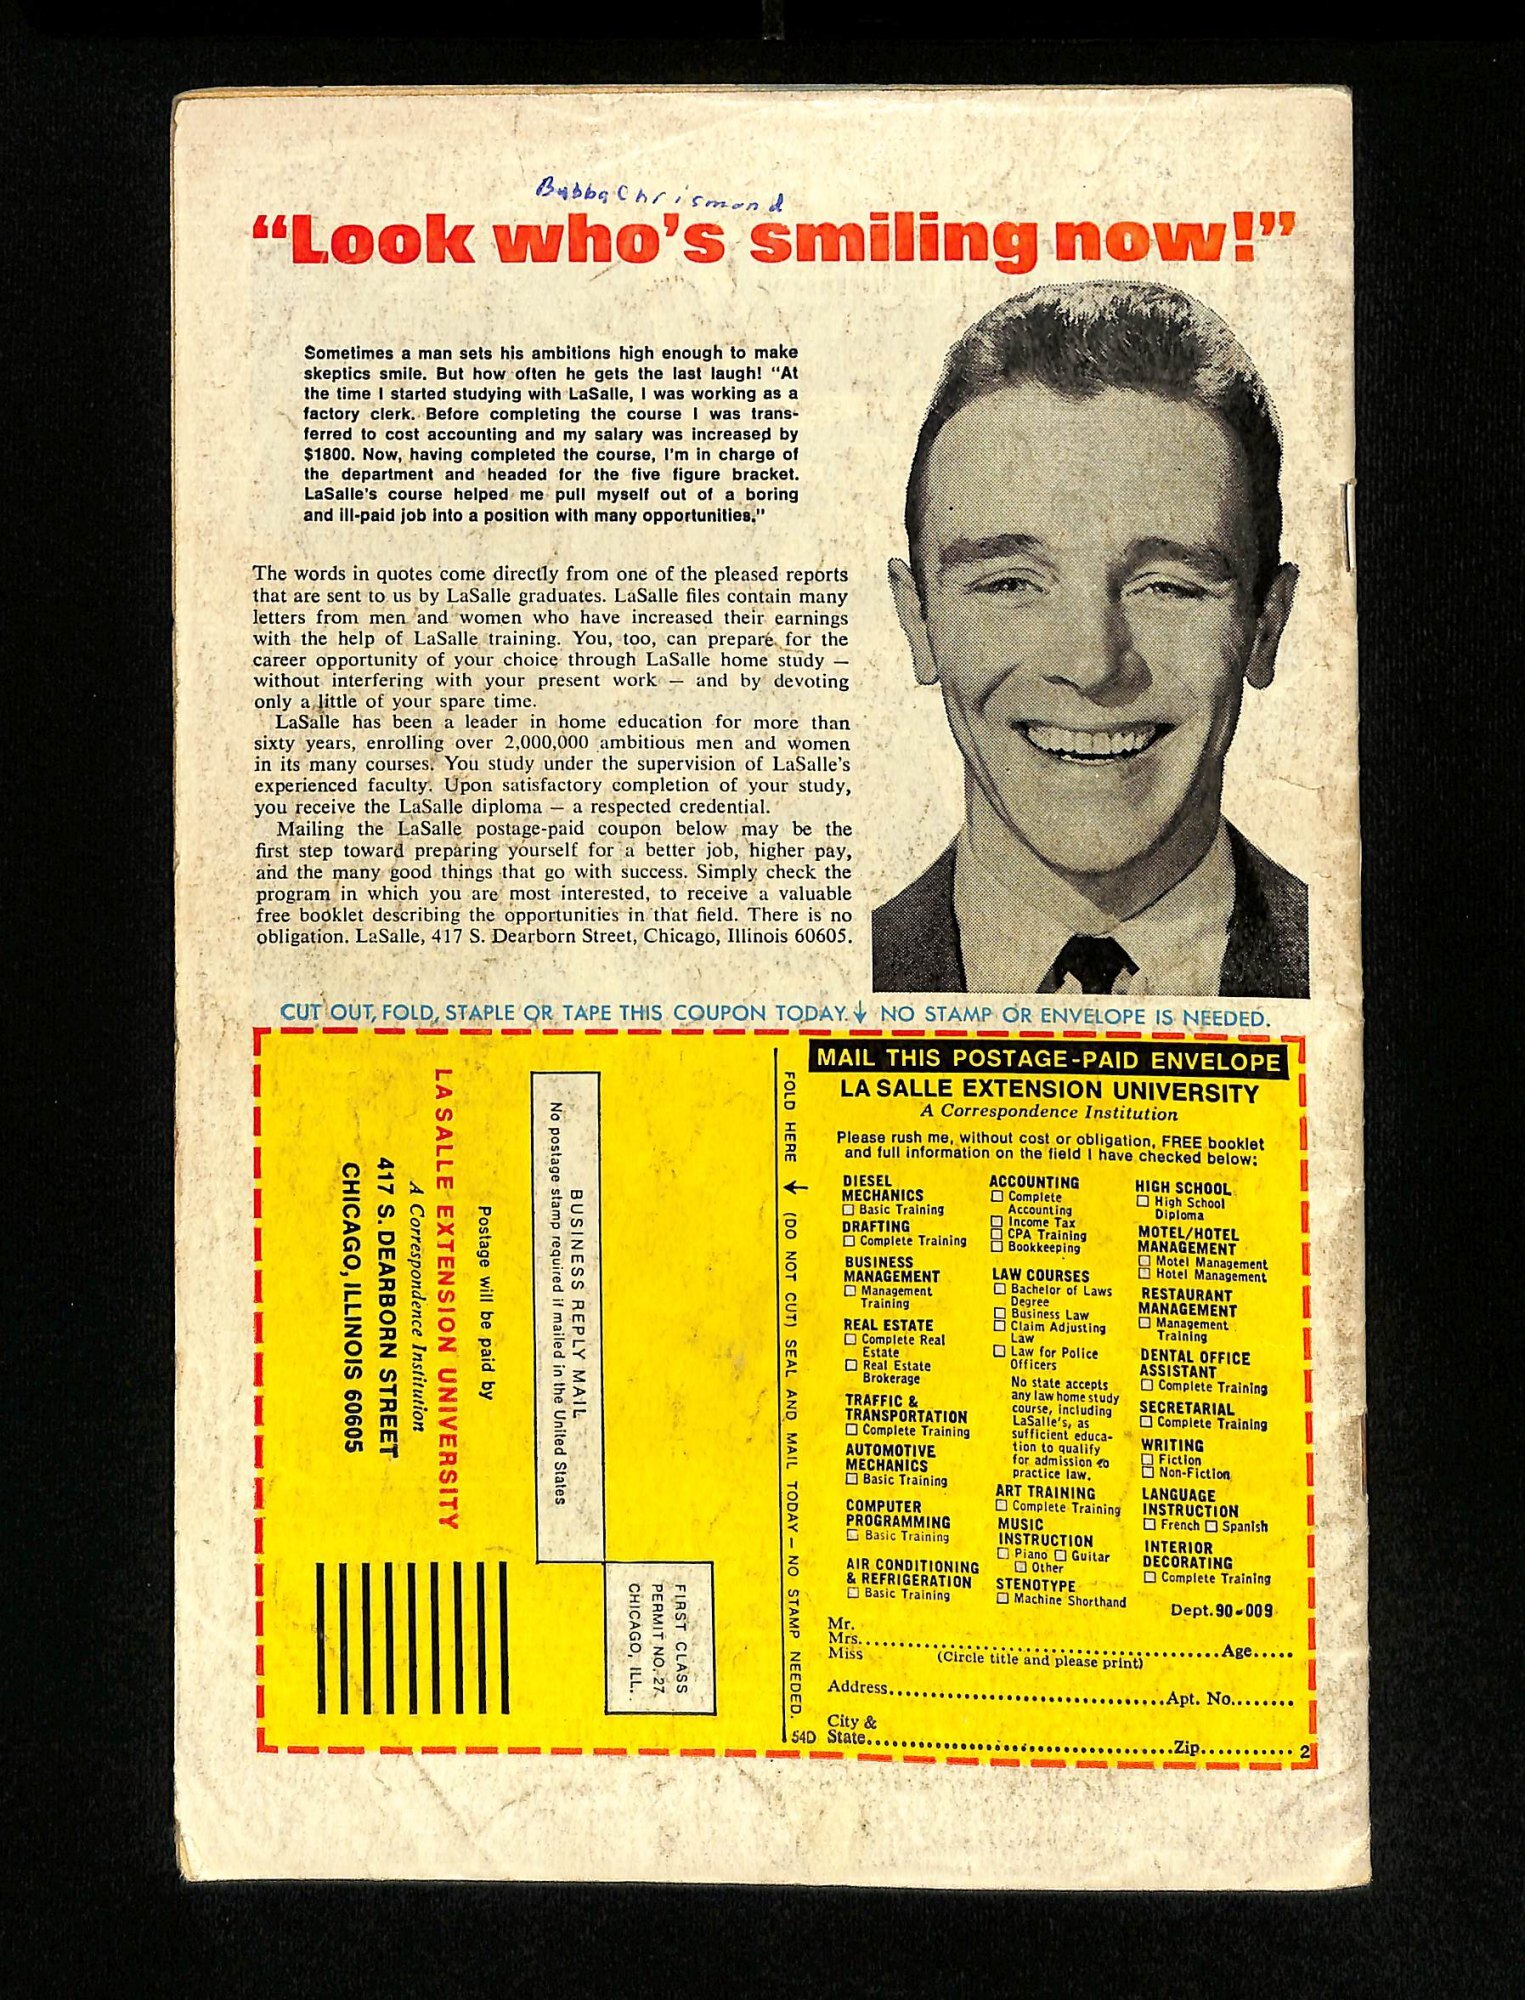 Bubba Chrismond
“Look who’s smiling now!”
Sometimes a man sets his ambitions high enough to make
skeptics smile. But how often he gets the last laugh! “At
the time I started studying with LaSalle, I was working as a
factory clerk. Before completing the course I was trans-
ferred to cost accounting and my salary was increased by
$1800. Now, having completed the course, I'm in charge of
the department and headed for the five figure bracket.
LaSalle's course helped me pull myself out of a boring
and ill-paid job into a position with many opportunities."
The words in quotes come directly from one of the pleased reports
that are sent to us by LaSalle graduates. LaSalle files contain many
letters from men and women who have increased their earnings
with the help of LaSalle training. You, too, can prepare for the
career opportunity of your choice through LaSalle home study —
without interfering with your present work — and by devoting
only a little of your spare time.
LaSalle has been a leader in home education for more than
sixty years, enrolling over 2,000,000 ambitious men and women
in its many courses. You study under the supervision of LaSalle's
experienced faculty. Upon satisfactory completion of your study,
you receive the LaSalle diploma — a respected credential.
Mailing the LaSalle postage-paid coupon below may be the
first step toward preparing yourself for a better job, higher pay,
and the many good things that go with success. Simply check the
program in which you are most interested, to receive a valuable
free booklet describing the opportunities in that field. There is no
obligation. LaSalle, 417 S. Dearborn Street, Chicago, Illinois 60605.
CUT OUT, FOLD, STAPLE OR TAPE THIS COUPON TODAY. ↓ NO STAMP OR ENVELOPE IS NEEDED.
FIRST CLASS
PERMIT NO. 27
CHICAGO, ILL.
BUSINESS REPLY MAIL
No postage stamp required if mailed in the United States
Postage will be paid by
LA SALLE EXTENSION UNIVERSITY
A Correspondence Institution
417 S. DEARBORN STREET
CHICAGO, ILLINOIS 60605
FOLD HERE ↓ (DO NOT CUT) SEAL AND MAIL TODAY — NO STAMP NEEDED.
MAIL THIS POSTAGE-PAID ENVELOPE
LA SALLE EXTENSION UNIVERSITY
A Correspondence Institution
Please rush me, without cost or obligation, FREE booklet
and full information on the field I have checked below:
DIESEL
MECHANICS
☐ Basic Training
DRAFTING
☐ Complete Training
BUSINESS
MANAGEMENT
☐ Management
Training
REAL ESTATE
☐ Complete Real
Estate
☐ Real Estate
Brokerage
TRAFFIC &
TRANSPORTATION
☐ Complete Training
AUTOMOTIVE
MECHANICS
☐ Basic Training
COMPUTER
PROGRAMMING
☐ Basic Training
AIR CONDITIONING
& REFRIGERATION
☐ Basic Training
ACCOUNTING
☐ Complete
Accounting
☐ Income Tax
☐ CPA Training
☐ Bookkeeping
LAW COURSES
☐ Bachelor of Laws
Degree
☐ Business Law
☐ Claim Adjusting
Law
☐ Law for Police
Officers
No state accepts
any law home study
course, including
LaSalle's, as
sufficient educa-
tion to qualify
for admission to
practice law.
ART TRAINING
☐ Complete Training
MUSIC
INSTRUCTION
☐ Piano ☐ Guitar
☐ Other
STENOTYPE
☐ Machine Shorthand
HIGH SCHOOL
☐ High School
Diploma
MOTEL/HOTEL
MANAGEMENT
☐ Motel Management
☐ Hotel Management
RESTAURANT
MANAGEMENT
☐ Management
Training
DENTAL OFFICE
ASSISTANT
☐ Complete Training
SECRETARIAL
☐ Complete Training
WRITING
☐ Fiction
☐ Non-Fiction
LANGUAGE
INSTRUCTION
☐ French ☐ Spanish
INTERIOR
DECORATING
☐ Complete Training
Dept. 90-009
Mr.
Mrs. Age
Miss (Circle title and please print)
Address Apt. No.
City &
54D State Zip 2